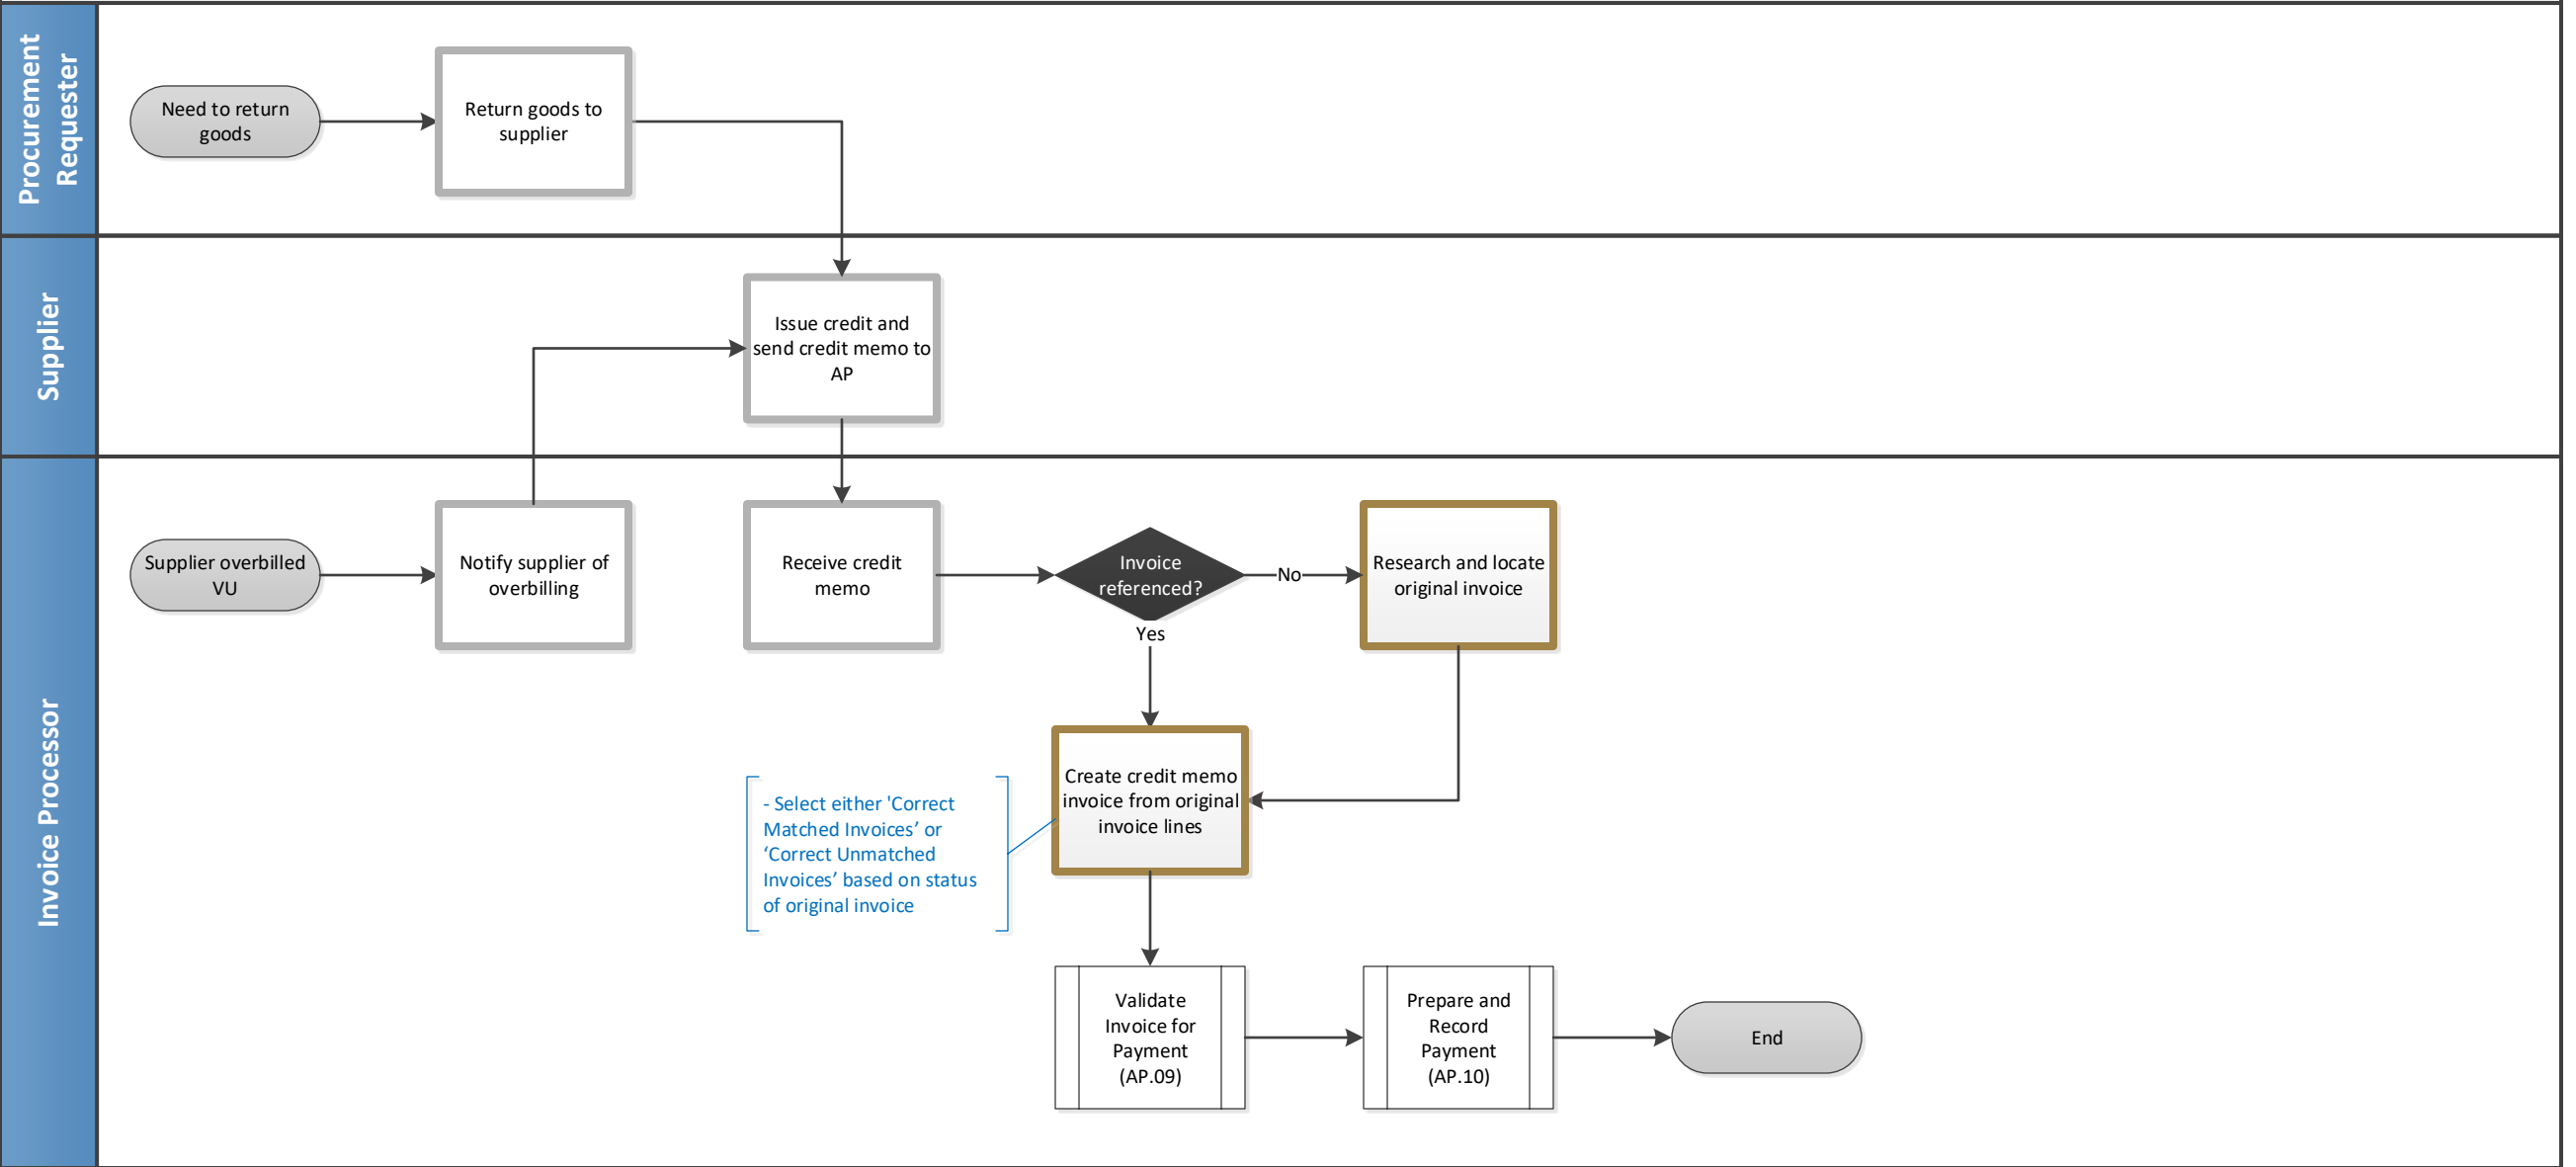 Procurement
Requester
Need to return
goods
Return goods to
supplier
Supplier
Issue credit and
send credit memo to
AP
Invoice Processor
Supplier overbilled
VU
Notify supplier of
overbilling
Receive credit
memo
Invoice
referenced?
No
Research and locate
original invoice
Yes
- Select either 'Correct
Matched Invoices’ or
‘Correct Unmatched
Invoices’ based on status
of original invoice
Create credit memo
invoice from original
invoice lines
Validate
Invoice for
Payment
(AP.09)
Prepare and
Record
Payment
(AP.10)
End